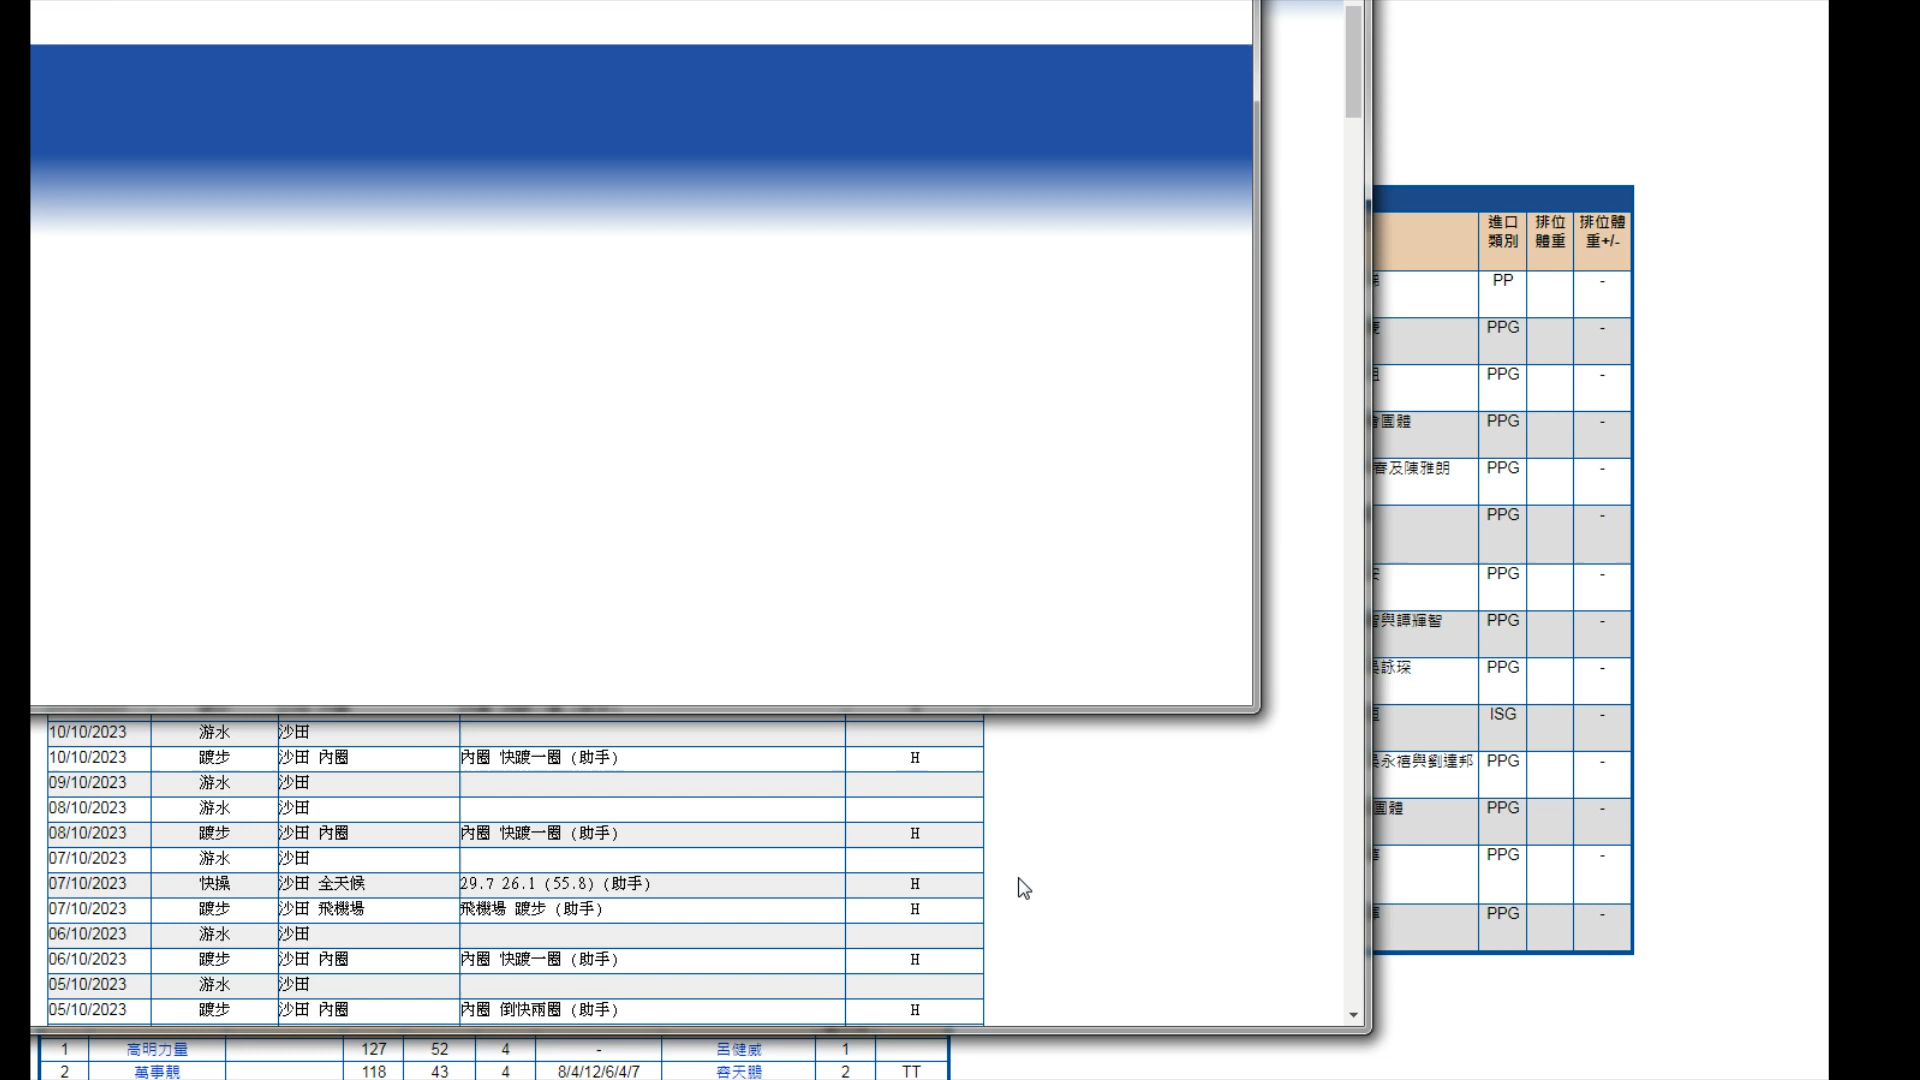 進口 排位 排位體
類別 體重 重+/-
PP -
PPG -
PPG -
會團體 PPG -
春及陳雅朗 PPG -
PPG -
PPG -
與譚輝智 PPG -
詠琛 PPG -
ISG -
永禧與劉達邦 PPG -
團體 PPG -
PPG -
PPG -
10/10/2023 游水 沙田
10/10/2023 踱步 沙田 內圈 內圈 快踱一圈 (助手) H
09/10/2023 游水 沙田
08/10/2023 游水 沙田
08/10/2023 踱步 沙田 內圈 內圈 快踱一圈 (助手) H
07/10/2023 游水 沙田
07/10/2023 快操 沙田 全天候 29.7 26.1 (55.8) (助手) H
07/10/2023 踱步 沙田 飛機場 飛機場 踱步 (助手) H
06/10/2023 游水 沙田
06/10/2023 踱步 沙田 內圈 內圈 快踱一圈 (助手) H
05/10/2023 游水 沙田
05/10/2023 踱步 沙田 內圈 內圈 倒快兩圈 (助手) H
1 高明力量 127 52 4 - 呂健威 1
2 萬事靚 118 43 4 8/4/12/6/4/7 容天鵬 2 TT